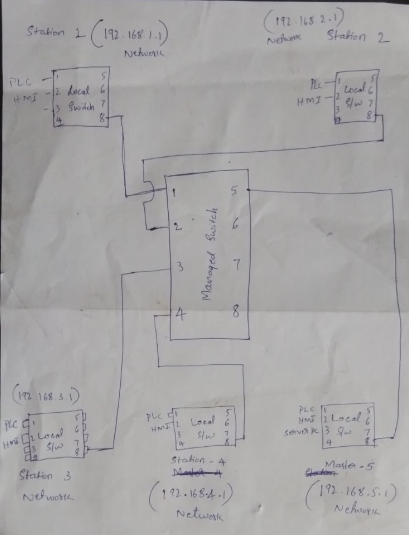 Station 1 (192.168.1.1)
Network
(192.168.2.1)
Network Station 2
PLC 1 5
HMI 2 Local 6
3 Switch 7
4 8
PLC 1 5
HMI 2 Local 6
3 S/w 7
8
Managed Switch
1 5
2 6
3 7
4 8
(192.168.3.1)
PLC 1 5
HMI 2 Local 6
3 S/w 7
8
Station 3
Network
PLC 1 5
HMI 2 Local 6
3 S/w 7
4 8
Station - 4
(192.168.4.1)
Network
PLC 1 5
HMI 2 Local 6
Server PC 3 S/w 7
4 8
Master - 5
(192.168.5.1)
Network